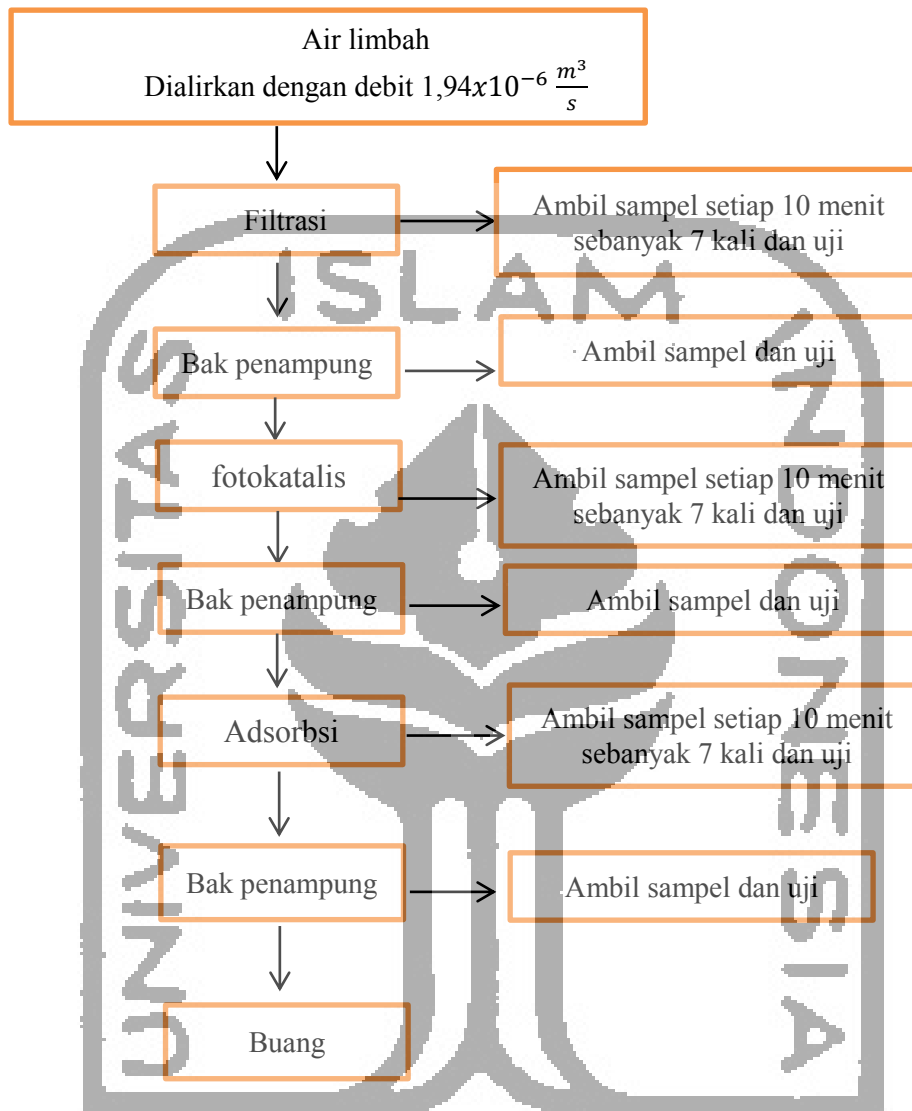 Air limbah
Dialirkan dengan debit 1,94x10⁻⁶ m³/s
Filtrasi
Ambil sampel setiap 10 menit
sebanyak 7 kali dan uji
Bak penampung
Ambil sampel dan uji
fotokatalis
Ambil sampel setiap 10 menit
sebanyak 7 kali dan uji
Bak penampung
Ambil sampel dan uji
Adsorbsi
Ambil sampel setiap 10 menit
sebanyak 7 kali dan uji
Bak penampung
Ambil sampel dan uji
Buang
UNIVERSITAS
ISLAM
INDONESIA